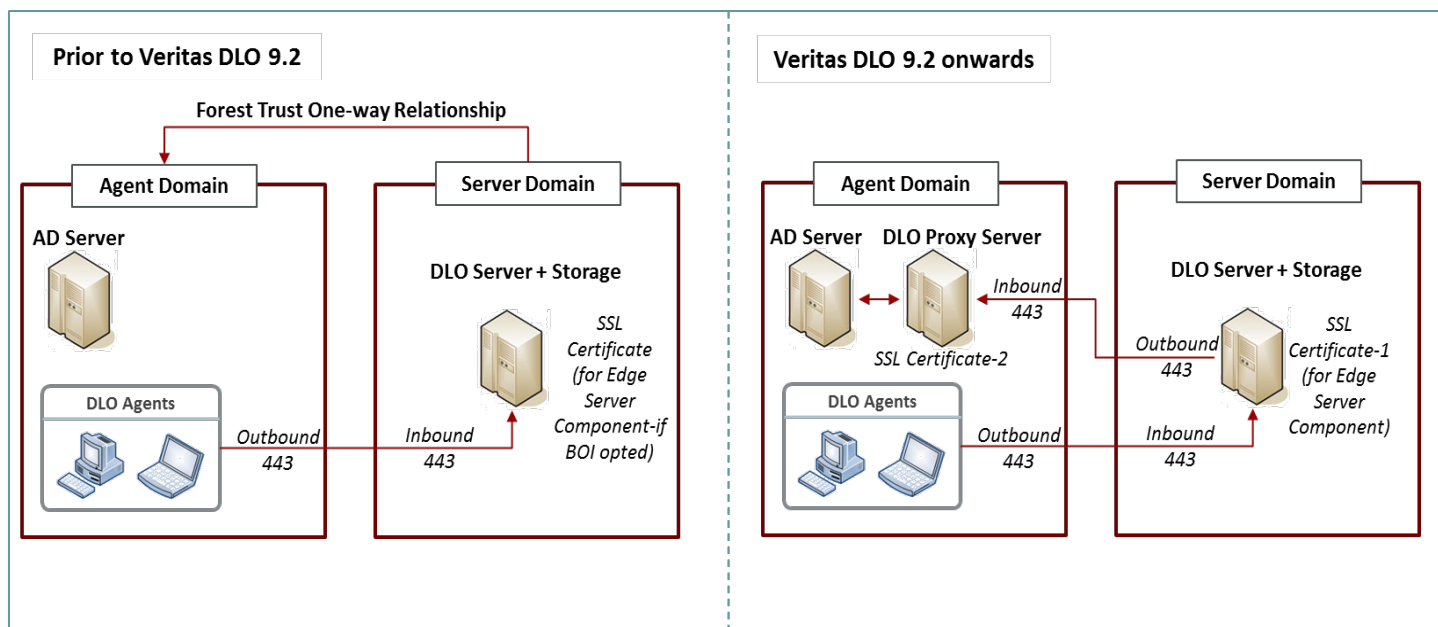 Prior to Veritas DLO 9.2
Forest Trust One-way Relationship
Agent Domain
Server Domain
AD Server
DLO Server + Storage
SSL
Certificate
(for Edge
Server
Component-if
BOI opted)
DLO Agents
Outbound
443
Inbound
443
Veritas DLO 9.2 onwards
Agent Domain
Server Domain
AD Server
DLO Proxy Server
SSL Certificate-2
Inbound
443
DLO Server + Storage
Outbound
443
SSL
Certificate-1
(for Edge
Server
Component)
DLO Agents
Outbound
443
Inbound
443